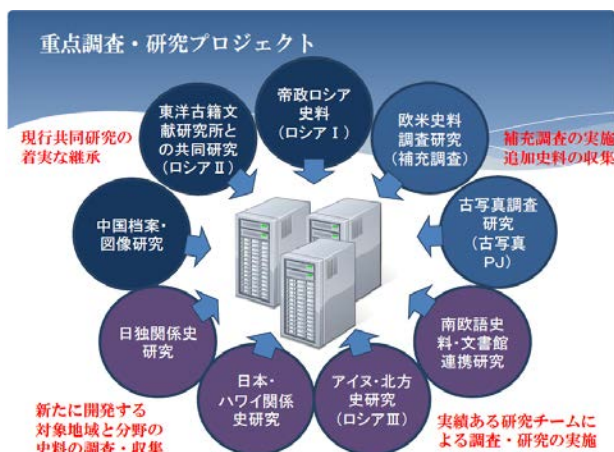 重点調査・研究プロジェクト
帝政ロシア
史料
(ロシアⅠ)
東洋古籍文
献研究所と
の共同研究
(ロシアⅡ)
欧米史料
調査研究
(補充調査)
現行共同研究の
着実な継承
補充調査の実施
追加史料の収集
中国档案・
図像研究
古写真調査
研究
(古写真
PJ)
日独関係史
研究
南欧語史
料・文書館
連携研究
日本・
ハワイ関係
史研究
アイヌ・北方
史研究
(ロシアⅢ)
新たに開発する
対象地域と分野の
史料の調査・収集
実績ある研究チームに
よる調査・研究の実施